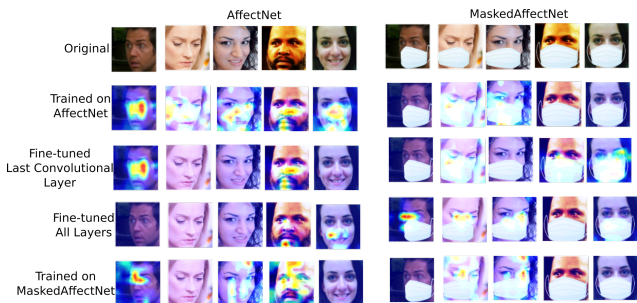 AffectNet
MaskedAffectNet
Original
Trained on
AffectNet
Fine-tuned
Last Convolutional
Layer
Fine-tuned
All Layers
Trained on
MaskedAffectNet